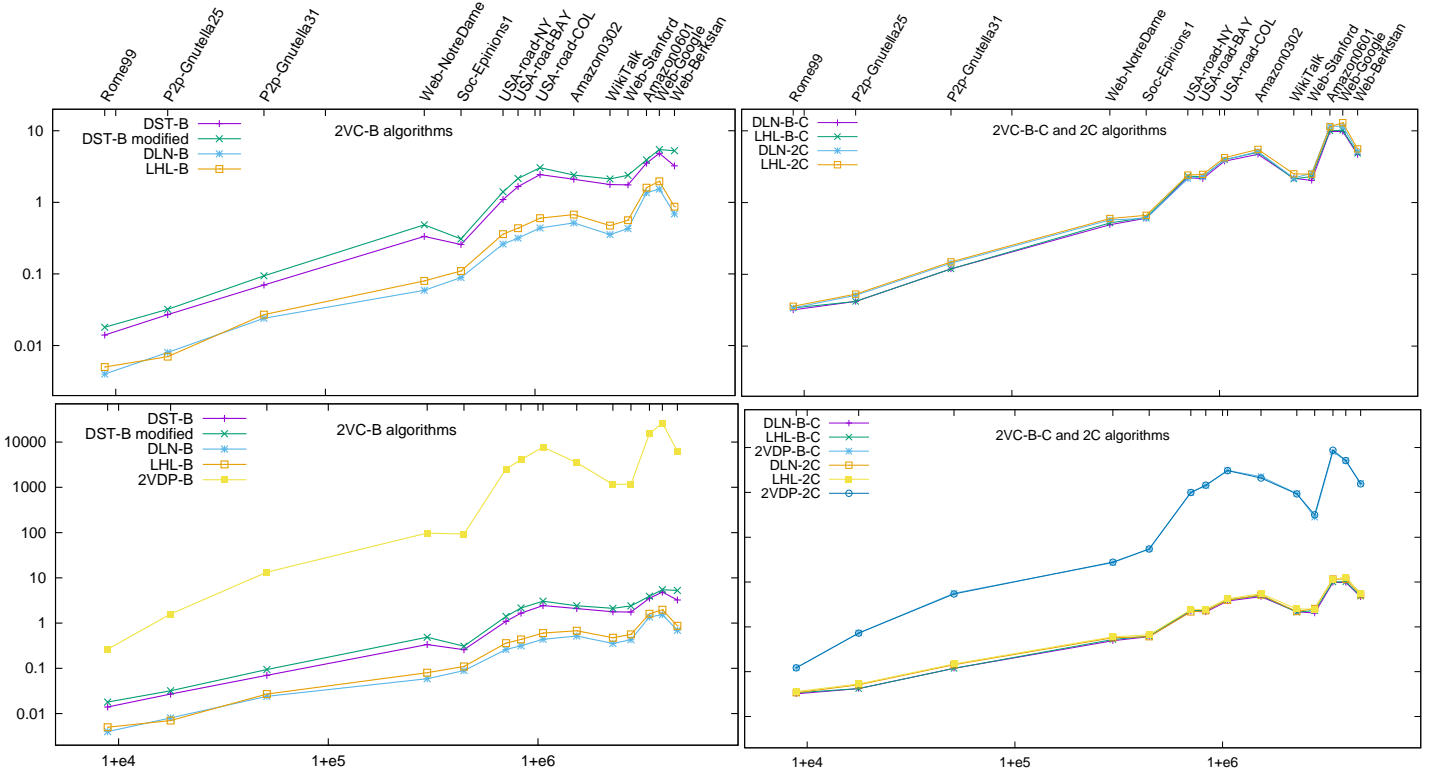 Rome99
P2p-Gnutella25
P2p-Gnutella31
Web-NotreDame
Soc-Epinions1
USA-road-NY
USA-road-BAY
USA-road-COL
Amazon0302
WikiTalk
Web-Stanford
Amazon0601
Web-Google
Web-Berkstan
Rome99
P2p-Gnutella25
P2p-Gnutella31
Web-NotreDame
Soc-Epinions1
USA-road-NY
USA-road-BAY
USA-road-COL
Amazon0302
WikiTalk
Web-Stanford
Amazon0601
Web-Google
Web-Berkstan
2VC-B algorithms
DST-B
DST-B modified
DLN-B
LHL-B
10
1
0.1
0.01
2VC-B-C and 2C algorithms
DLN-B-C
LHL-B-C
DLN-2C
LHL-2C
2VC-B algorithms
DST-B
DST-B modified
DLN-B
LHL-B
2VDP-B
10000
1000
100
10
1
0.1
0.01
1+e4
1+e5
1+e6
2VC-B-C and 2C algorithms
DLN-B-C
LHL-B-C
2VDP-B-C
DLN-2C
LHL-2C
2VDP-2C
1+e4
1+e5
1+e6